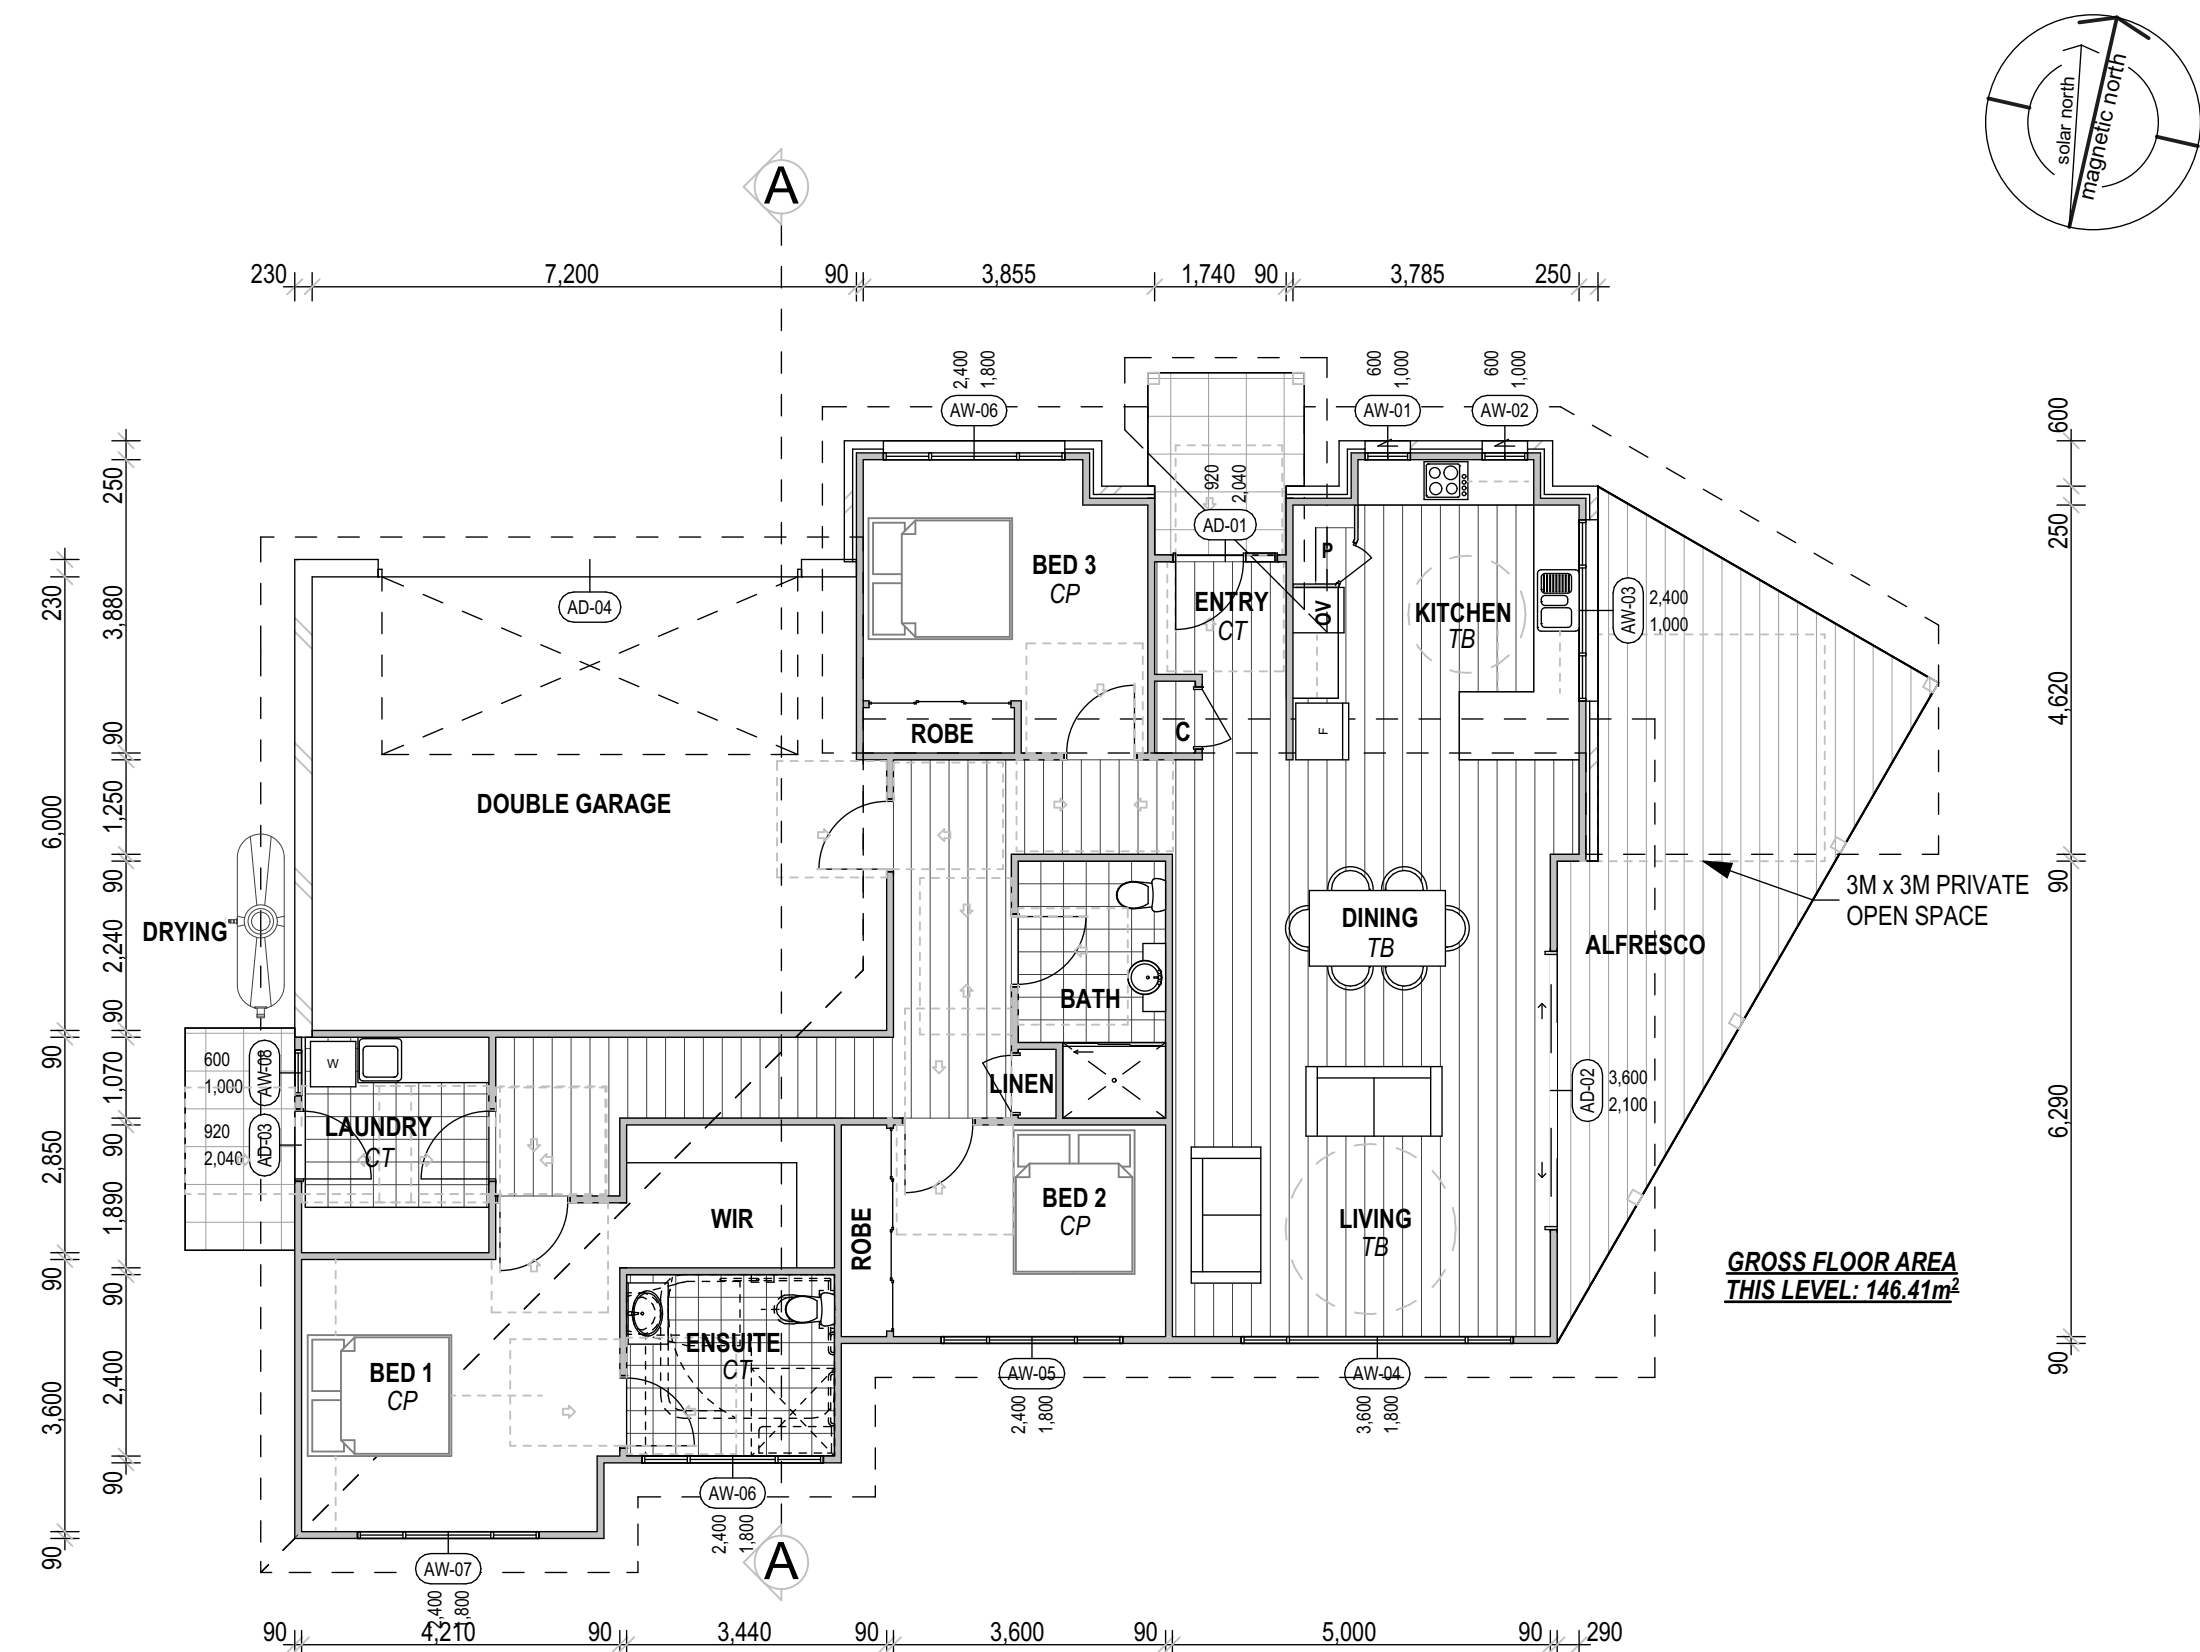 solar north
magnetic north
A
230 7,200 90 3,855 1,740 90 3,785 250
2,400
1,800
AW-06
600
1,000
AW-01
600
1,000
AW-02
920
2,040
AD-01
600
250
4,620
90
6,290
90
250
3,880
90
1,250
90
2,240
90
1,070
90
1,890
90
2,400
90
230
6,000
90
2,850
90
3,600
90
AD-04
BED 3
CP
ROBE
ENTRY
CT
C
P
OV
F
KITCHEN
TB
AW-03
2,400
1,000
DOUBLE GARAGE
DRYING
3M x 3M PRIVATE
OPEN SPACE
DINING
TB
ALFRESCO
BATH
LINEN
600
1,000
AW-08
W
920
2,040
AD-03
LAUNDRY
CT
AD-02
3,600
2,100
WIR
ROBE
BED 2
CP
LIVING
TB
GROSS FLOOR AREA
THIS LEVEL: 146.41m²
BED 1
CP
ENSUITE
CT
AW-05
2,400
1,800
AW-04
3,600
1,800
AW-06
2,400
1,800
A
AW-07
2,400
1,800
90 4,210 90 3,440 90 3,600 90 5,000 90 290